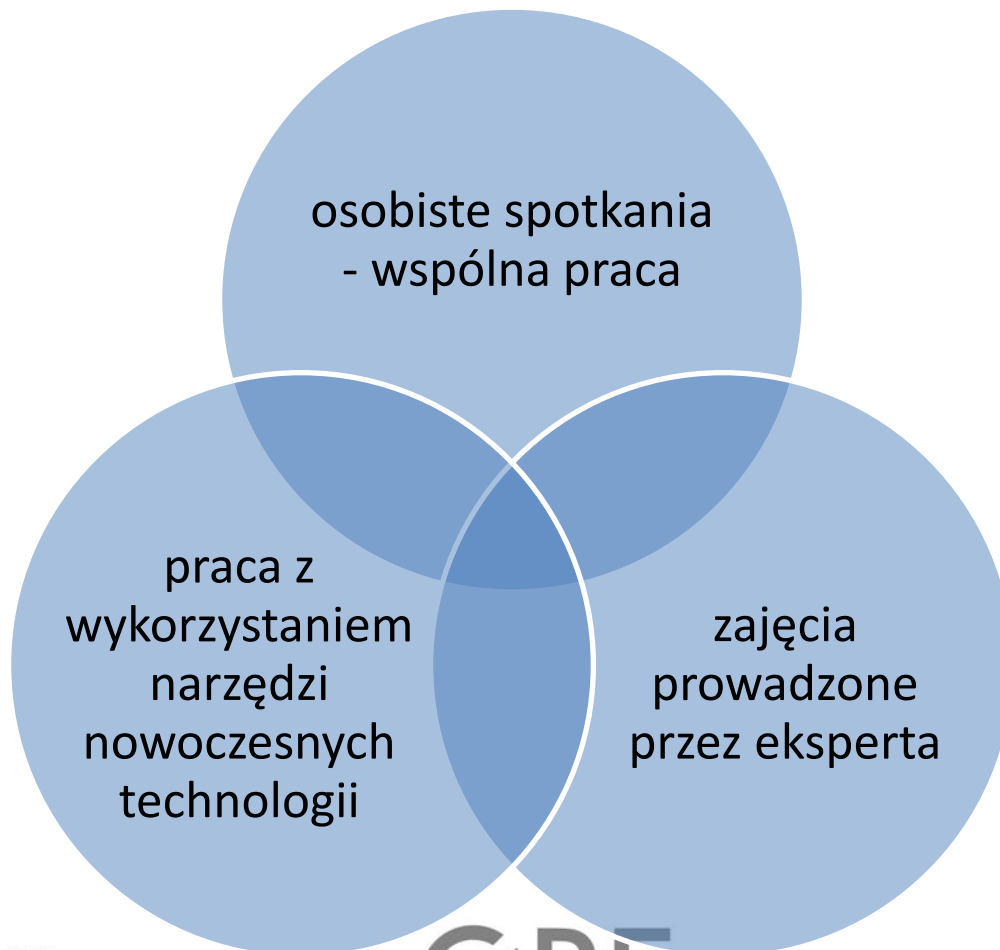 osobiste spotkania
- wspólna praca
praca z
wykorzystaniem
narzędzi
nowoczesnych
technologii
zajęcia
prowadzone
przez eksperta